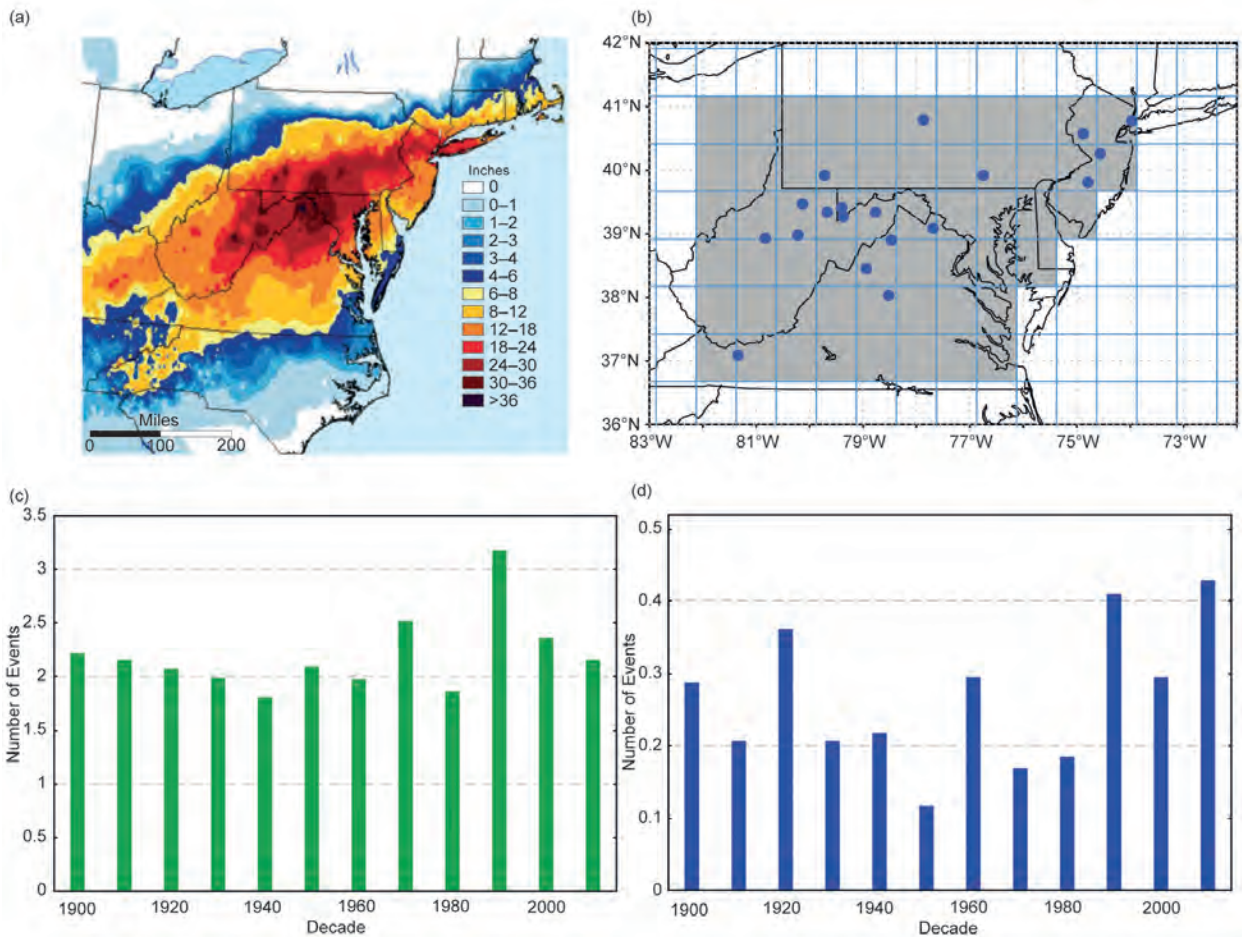 (a)
Inches
0
0–1
1–2
2–3
3–4
4–6
6–8
8–12
12–18
18–24
24–30
30–36
>36
Miles
0 100 200
(b)
42°N
41°N
40°N
39°N
38°N
37°N
36°N
83°W 81°W 79°W 77°W 75°W 73°W
(c)
3.5
3
2.5
2
1.5
1
0.5
0
Number of Events
1900 1920 1940 1960 1980 2000
Decade
(d)
0.5
0.4
0.3
0.2
0.1
0
Number of Events
1900 1920 1940 1960 1980 2000
Decade